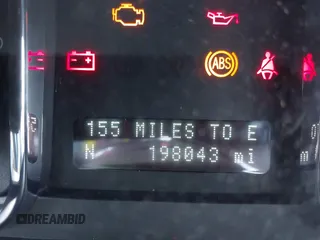 ABS
155 MILES TO E
N 198043 mi
DREAMBID